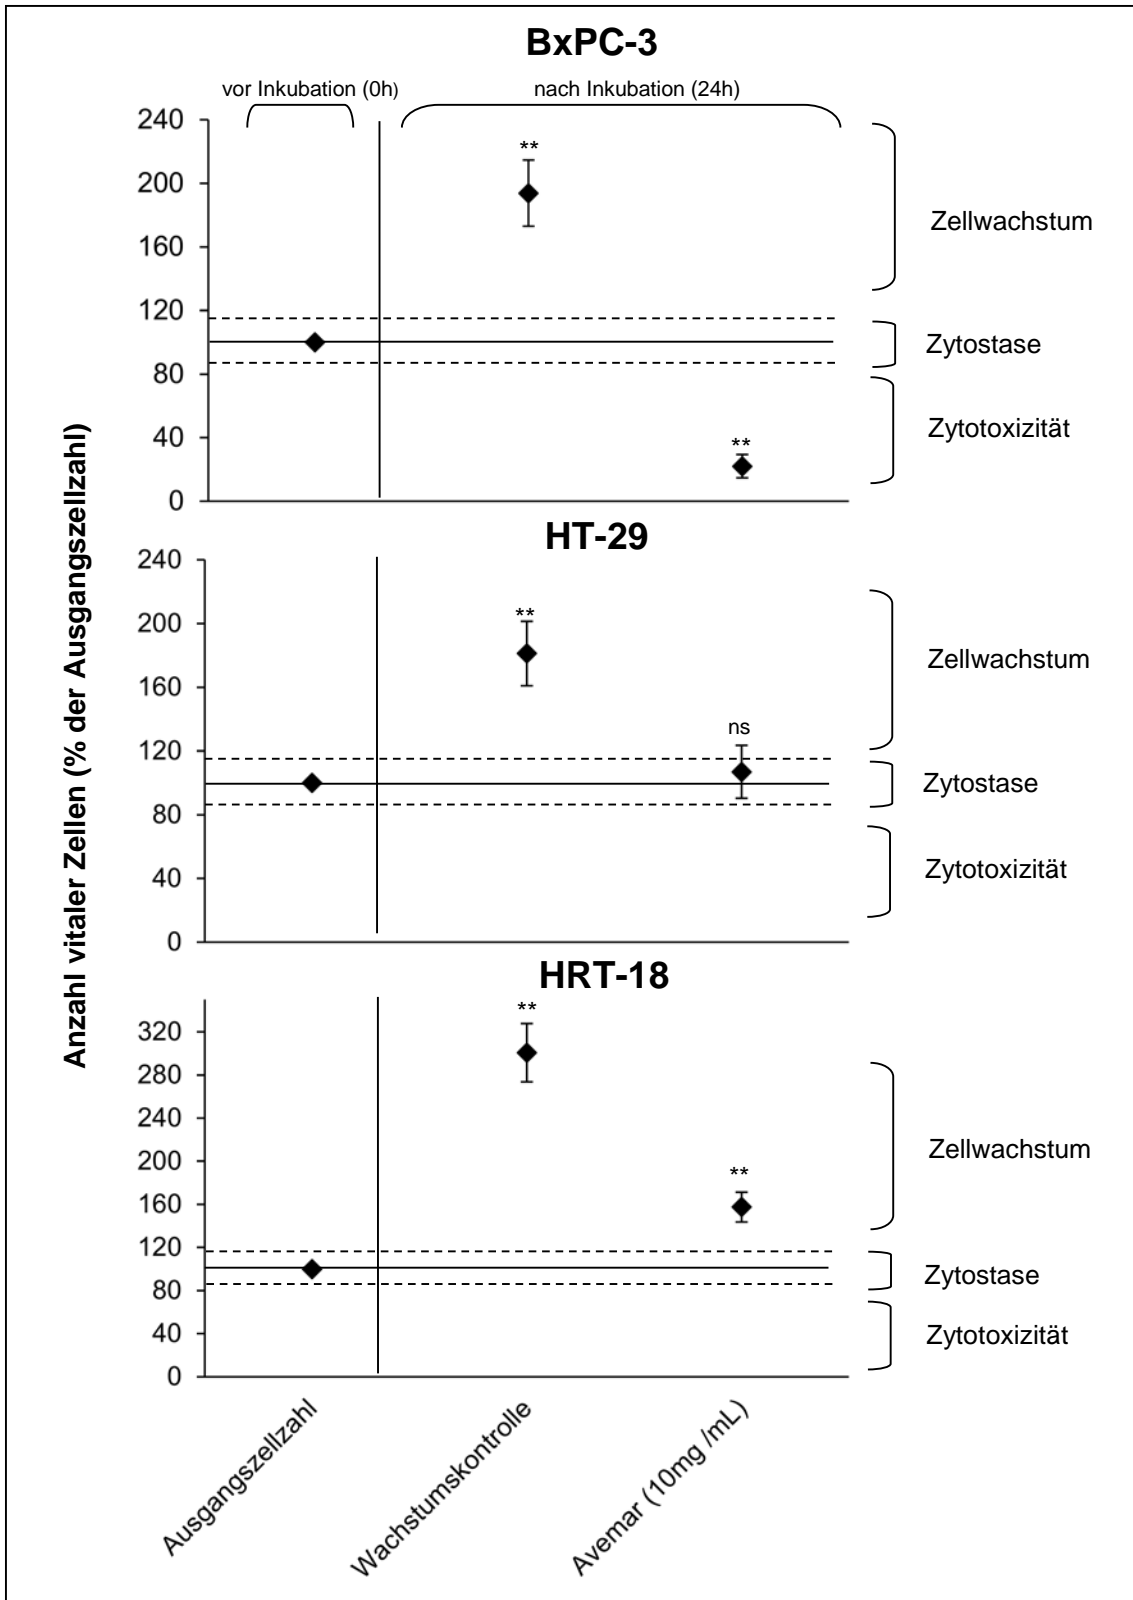 BxPC-3
vor Inkubation (0h)
nach Inkubation (24h)
Anzahl vitaler Zellen (% der Ausgangszellzahl)
240
200
160
120
80
40
0
**
**
Zellwachstum
Zytostase
Zytotoxizität
HT-29
240
200
160
120
80
40
0
**
ns
Zellwachstum
Zytostase
Zytotoxizität
HRT-18
320
280
240
200
160
120
80
40
0
**
**
Zellwachstum
Zytostase
Zytotoxizität
Ausgangszellzahl
Wachstumskontrolle
Avemar (10mg /mL)